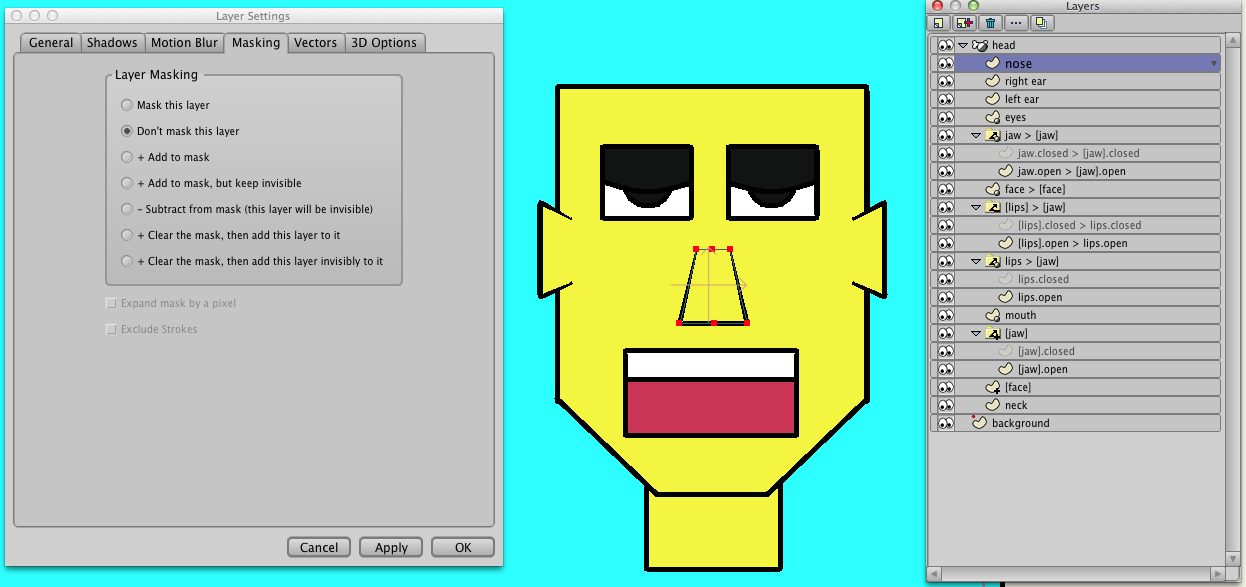 Layer Settings
General Shadows Motion Blur Masking Vectors 3D Options
Layer Masking
Mask this layer
Don't mask this layer
+ Add to mask
+ Add to mask, but keep invisible
− Subtract from mask (this layer will be invisible)
+ Clear the mask, then add this layer to it
+ Clear the mask, then add this layer invisibly to it
Expand mask by a pixel
Exclude Strokes
Cancel Apply OK
Layers
head
nose
right ear
left ear
eyes
jaw > [jaw]
jaw.closed > [jaw].closed
jaw.open > [jaw].open
face > [face]
[lips] > [jaw]
[lips].closed > lips.closed
[lips].open > lips.open
lips > [jaw]
lips.closed
lips.open
mouth
[jaw]
[jaw].closed
[jaw].open
[face]
neck
background